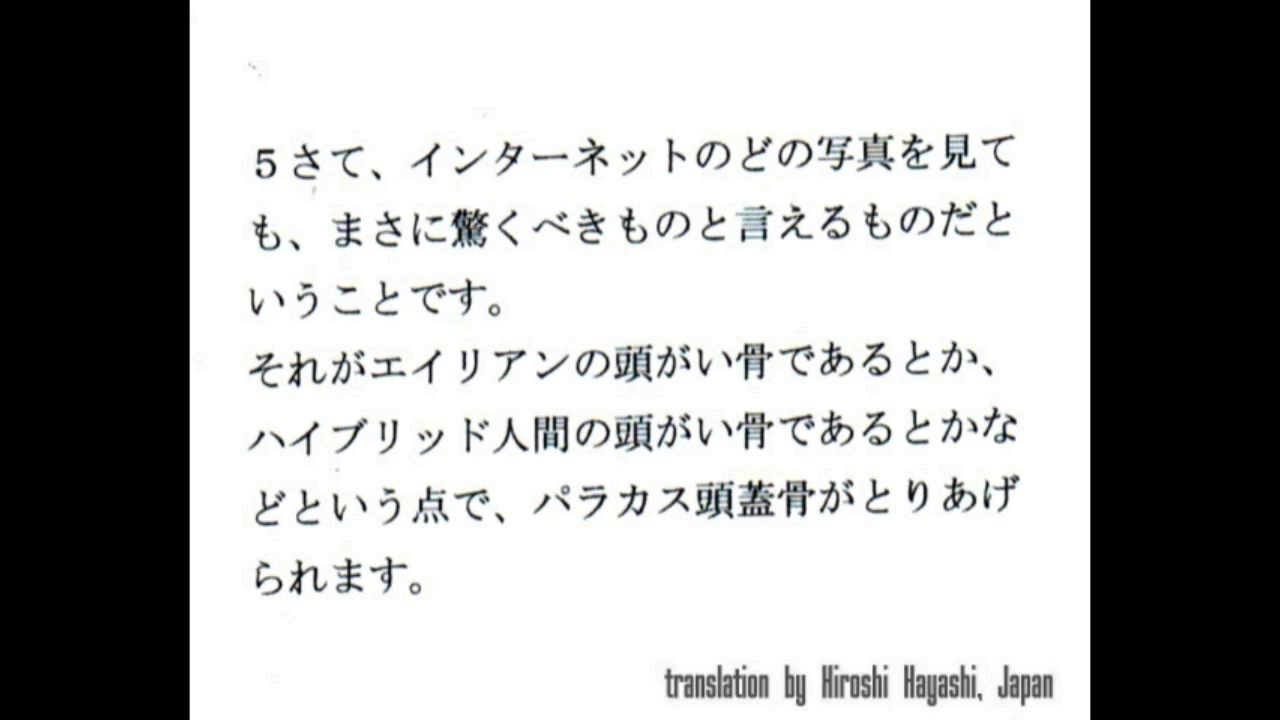 ５さて、インターネットのどの写真を見て
も、まさに驚くべきものと言えるものだと
いうことです。
それがエイリアンの頭がい骨であるとか、
ハイブリッド人間の頭がい骨であるとかな
どという点で、パラカス頭蓋骨がとりあげ
られます。
translation by Hiroshi Hayashi, Japan